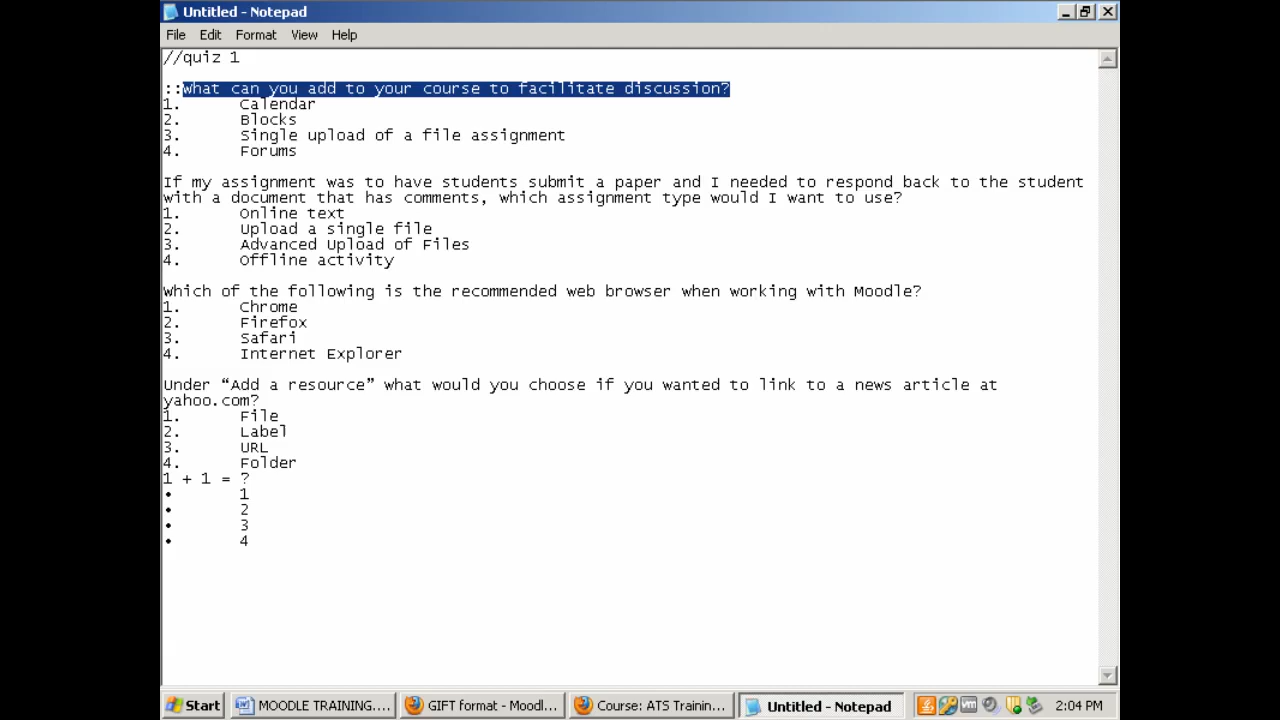 Untitled - Notepad
File Edit Format View Help
//quiz 1
::What can you add to your course to facilitate discussion?
1. Calendar
2. Blocks
3. Single upload of a file assignment
4. Forums
If my assignment was to have students submit a paper and I needed to respond back to the student
with a document that has comments, which assignment type would I want to use?
1. Online text
2. Upload a single file
3. Advanced Upload of Files
4. Offline activity
Which of the following is the recommended web browser when working with Moodle?
1. Chrome
2. Firefox
3. Safari
4. Internet Explorer
Under “Add a resource” what would you choose if you wanted to link to a news article at
yahoo.com?
1. File
2. Label
3. URL
4. Folder
1 + 1 = ?
• 1
• 2
• 3
• 4
Start MOODLE TRAINING.... GIFT format - Moodl... Course: ATS Trainin... Untitled - Notepad vm 2:04 PM